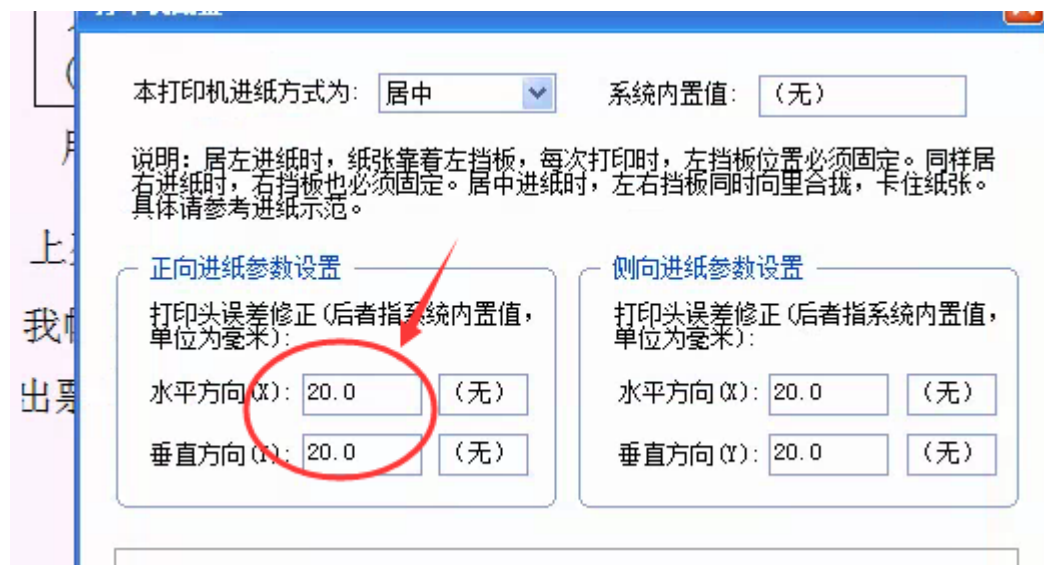 本打印机进纸方式为: 居中 系统内置值: (无)
说明: 居左进纸时, 纸张靠着左挡板, 每次打印时, 左挡板位置必须固定。同样居
右进纸时, 右挡板也必须固定。居中进纸时, 左右挡板同时向里合拢, 卡住纸张。
具体请参考进纸示范。
上
我
出票
正向进纸参数设置
打印头误差修正(后者指系统内置值,
单位为毫米):
水平方向(X): 20.0 (无)
垂直方向(Y): 20.0 (无)
侧向进纸参数设置
打印头误差修正(后者指系统内置值,
单位为毫米):
水平方向(X): 20.0 (无)
垂直方向(Y): 20.0 (无)